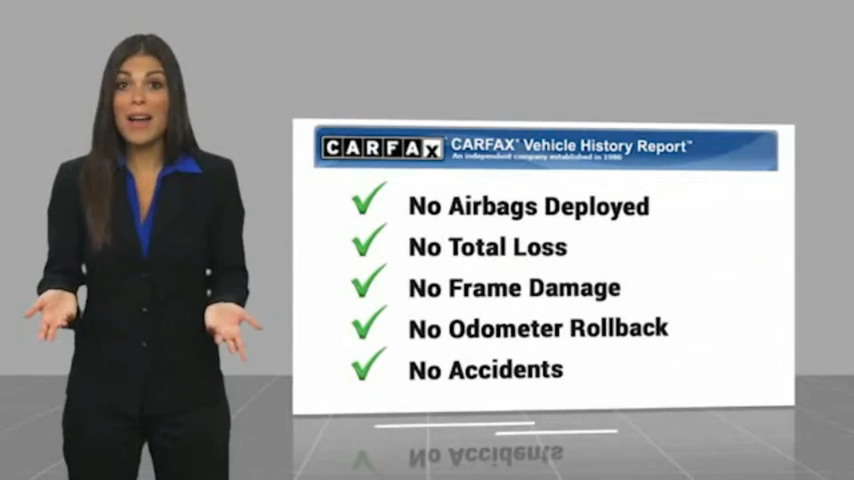 CARFAX CARFAX® Vehicle History Report™
An independent company established in 1986
No Airbags Deployed
No Total Loss
No Frame Damage
No Odometer Rollback
No Accidents
No Accidents